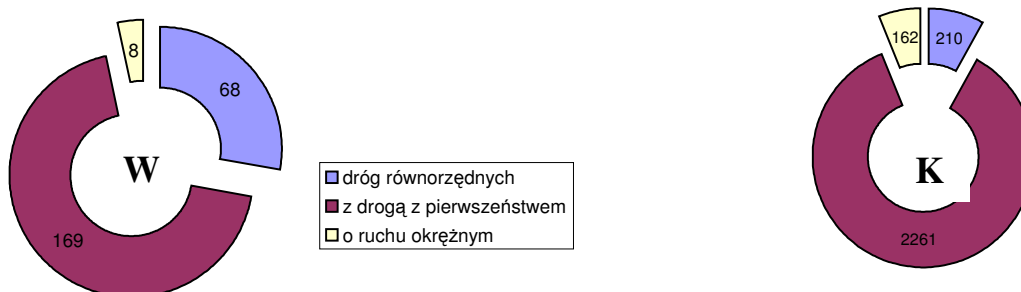 8
68
W
169
dróg równorzędnych
z drogą z pierwszeństwem
o ruchu okrężnym
162
210
K
2261